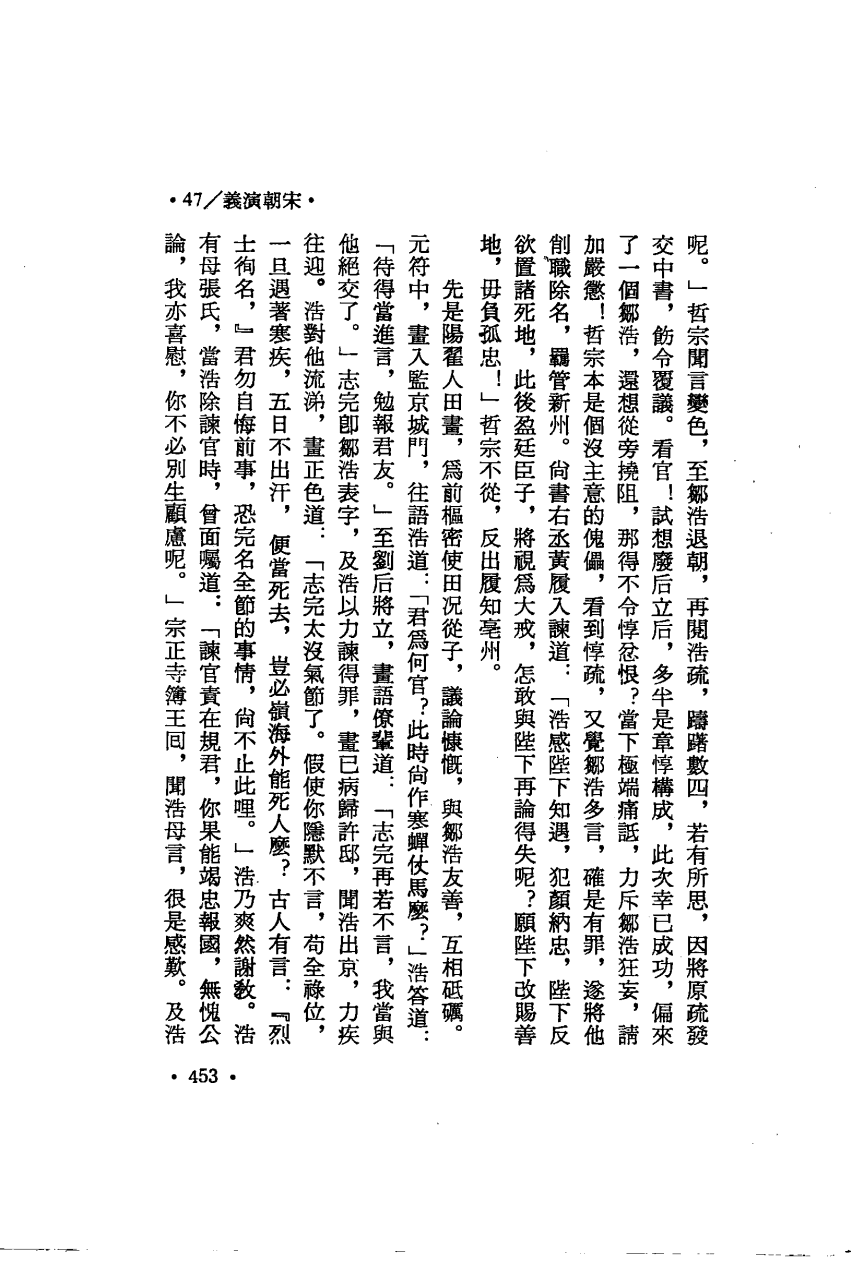 •47／義演朝宋•
呢。」哲宗聞言變色，至鄒浩退朝，再閱浩疏，躊躇數四，若有所思，因將原疏發
交中書，飭令覆議。看官！試想廢后立后，多半是章惇構成，此次幸已成功，偏來
了一個鄒浩，還想從旁撓阻，那得不令惇忿恨？當下極端痛詆，力斥鄒浩狂妄，請
加嚴懲！哲宗本是個沒主意的傀儡，看到惇疏，又覺鄒浩多言，確是有罪，遂將他
削職除名，羈管新州。尚書右丞黃履入諫道：「浩感陛下知遇，犯顏納忠，陛下反
欲置諸死地，此後盈廷臣子，將視爲大戒，怎敢與陛下再論得失呢？願陛下改賜善
地，毋負孤忠！」哲宗不從，反出履知亳州。
先是陽翟人田畫，爲前樞密使田况從子，議論慷慨，與鄒浩友善，互相砥礪。
元符中，畫入監京城門，往語浩道：「君爲何官？此時尚作寒蟬仗馬麼？」浩答道：
「待得當進言，勉報君友。」至劉后將立，畫語僚輩道：「志完再若不言，我當與
他絕交了。」志完卽鄒浩表字，及浩以力諫得罪，畫已病歸許邸，聞浩出京，力疾
往迎。浩對他流涕，畫正色道：「志完太沒氣節了。假使你隱默不言，苟全祿位，
一旦遇著寒疾，五日不出汗，便當死去，豈必嶺海外能死人麼？古人有言：『烈
士徇名，』君勿自悔前事，恐完名全節的事情，尚不止此哩。」浩乃爽然謝教。浩
有母張氏，當浩除諫官時，曾面囑道：「諫官責在規君，你果能竭忠報國，無愧公
論，我亦喜慰，你不必別生顧慮呢。」宗正寺簿王回，聞浩母言，很是感歎。及浩
•453•